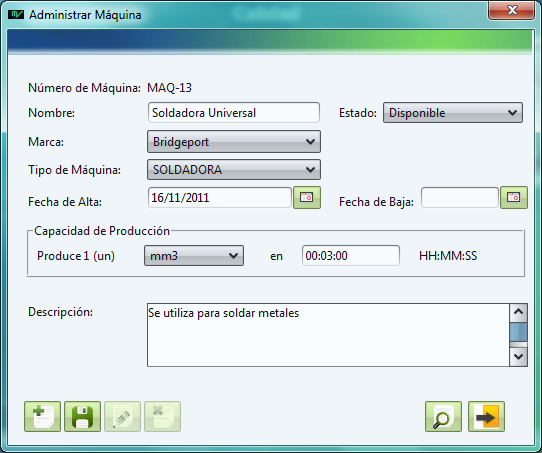 Administrar Máquina
Número de Máquina: MAQ-13
Nombre: Soldadora Universal Estado: Disponible
Marca: Bridgeport
Tipo de Máquina: SOLDADORA
Fecha de Alta: 16/11/2011 Fecha de Baja:
Capacidad de Producción
Produce 1 (un) mm3 en 00:03:00 HH:MM:SS
Descripción: Se utiliza para soldar metales